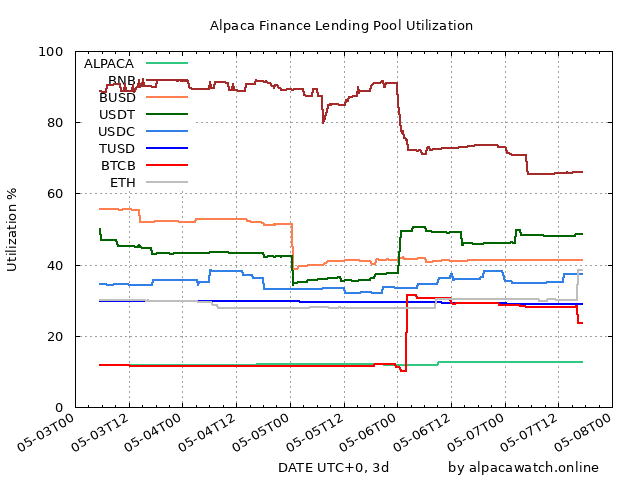 Alpaca Finance Lending Pool Utilization
100
80
60
40
20
0
Utilization %
ALPACA
BNB
BUSD
USDT
USDC
TUSD
BTCB
ETH
05-03T00
05-03T12
05-04T00
05-04T12
05-05T00
05-05T12
05-06T00
05-06T12
05-07T00
05-07T12
05-08T00
DATE UTC+0, 3d
by alpacawatch.online